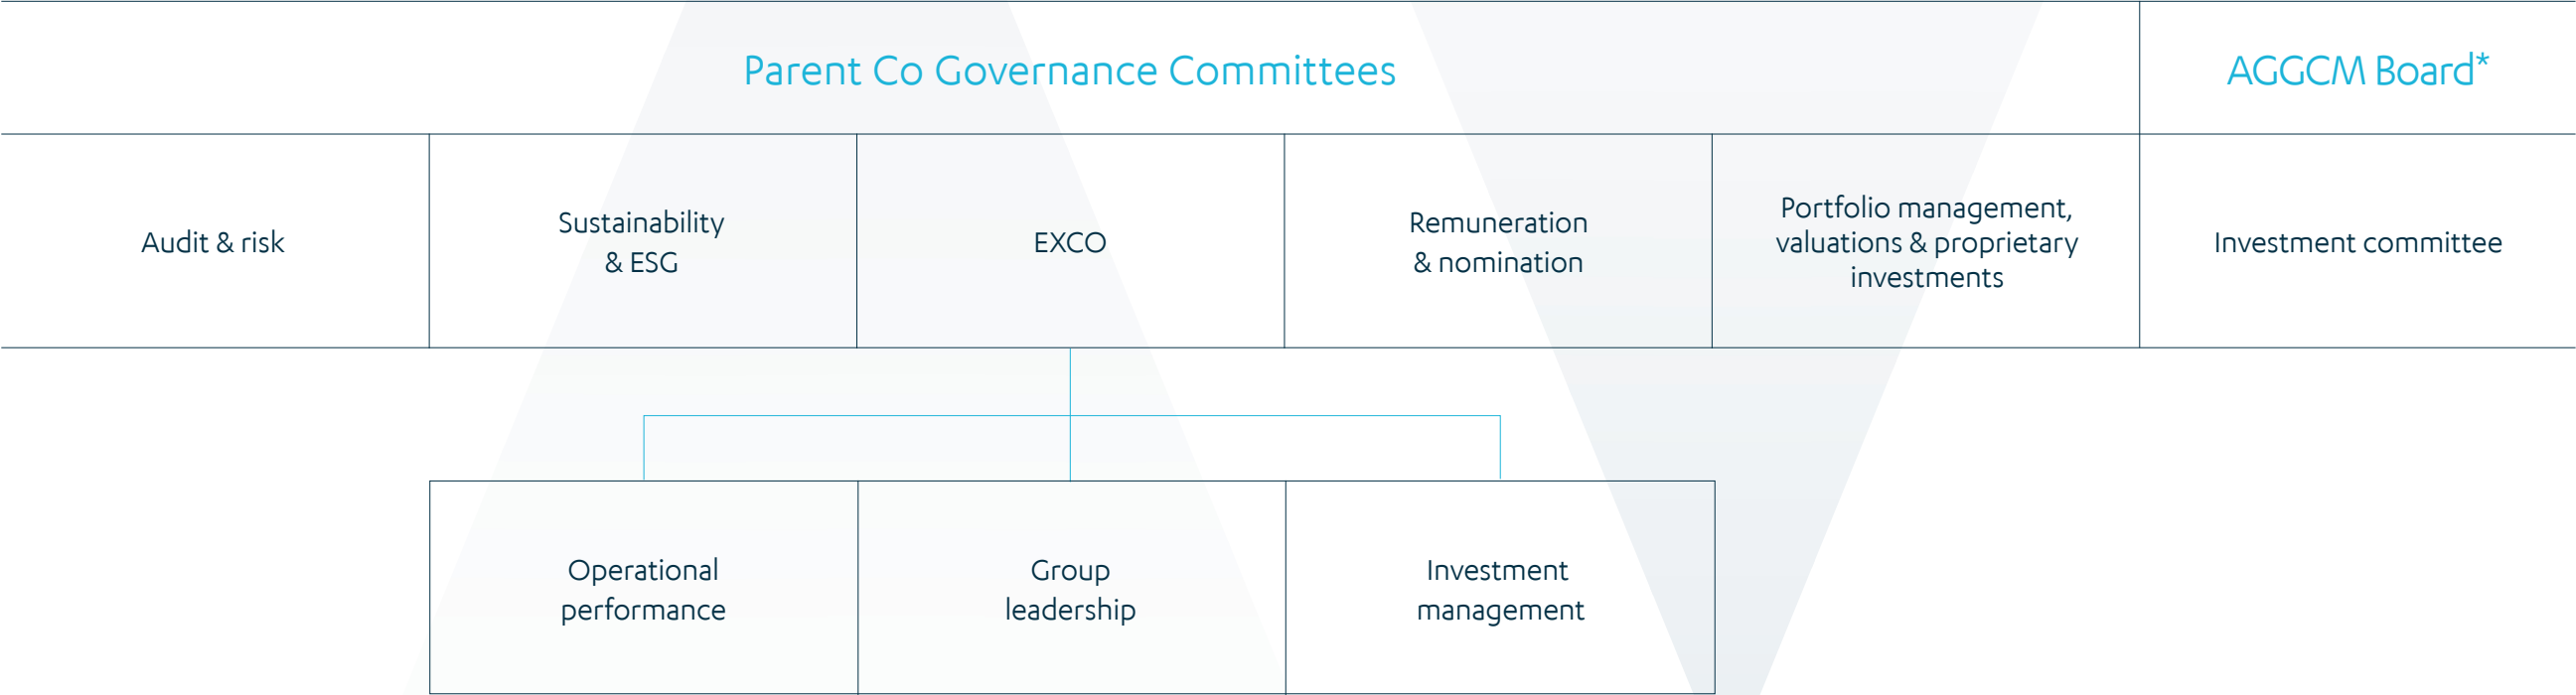 Parent Co Governance Committees
AGGCM Board*
Audit & risk
Sustainability
& ESG
EXCO
Remuneration
& nomination
Portfolio management,
valuations & proprietary
investments
Investment committee
Operational
performance
Group
leadership
Investment
management